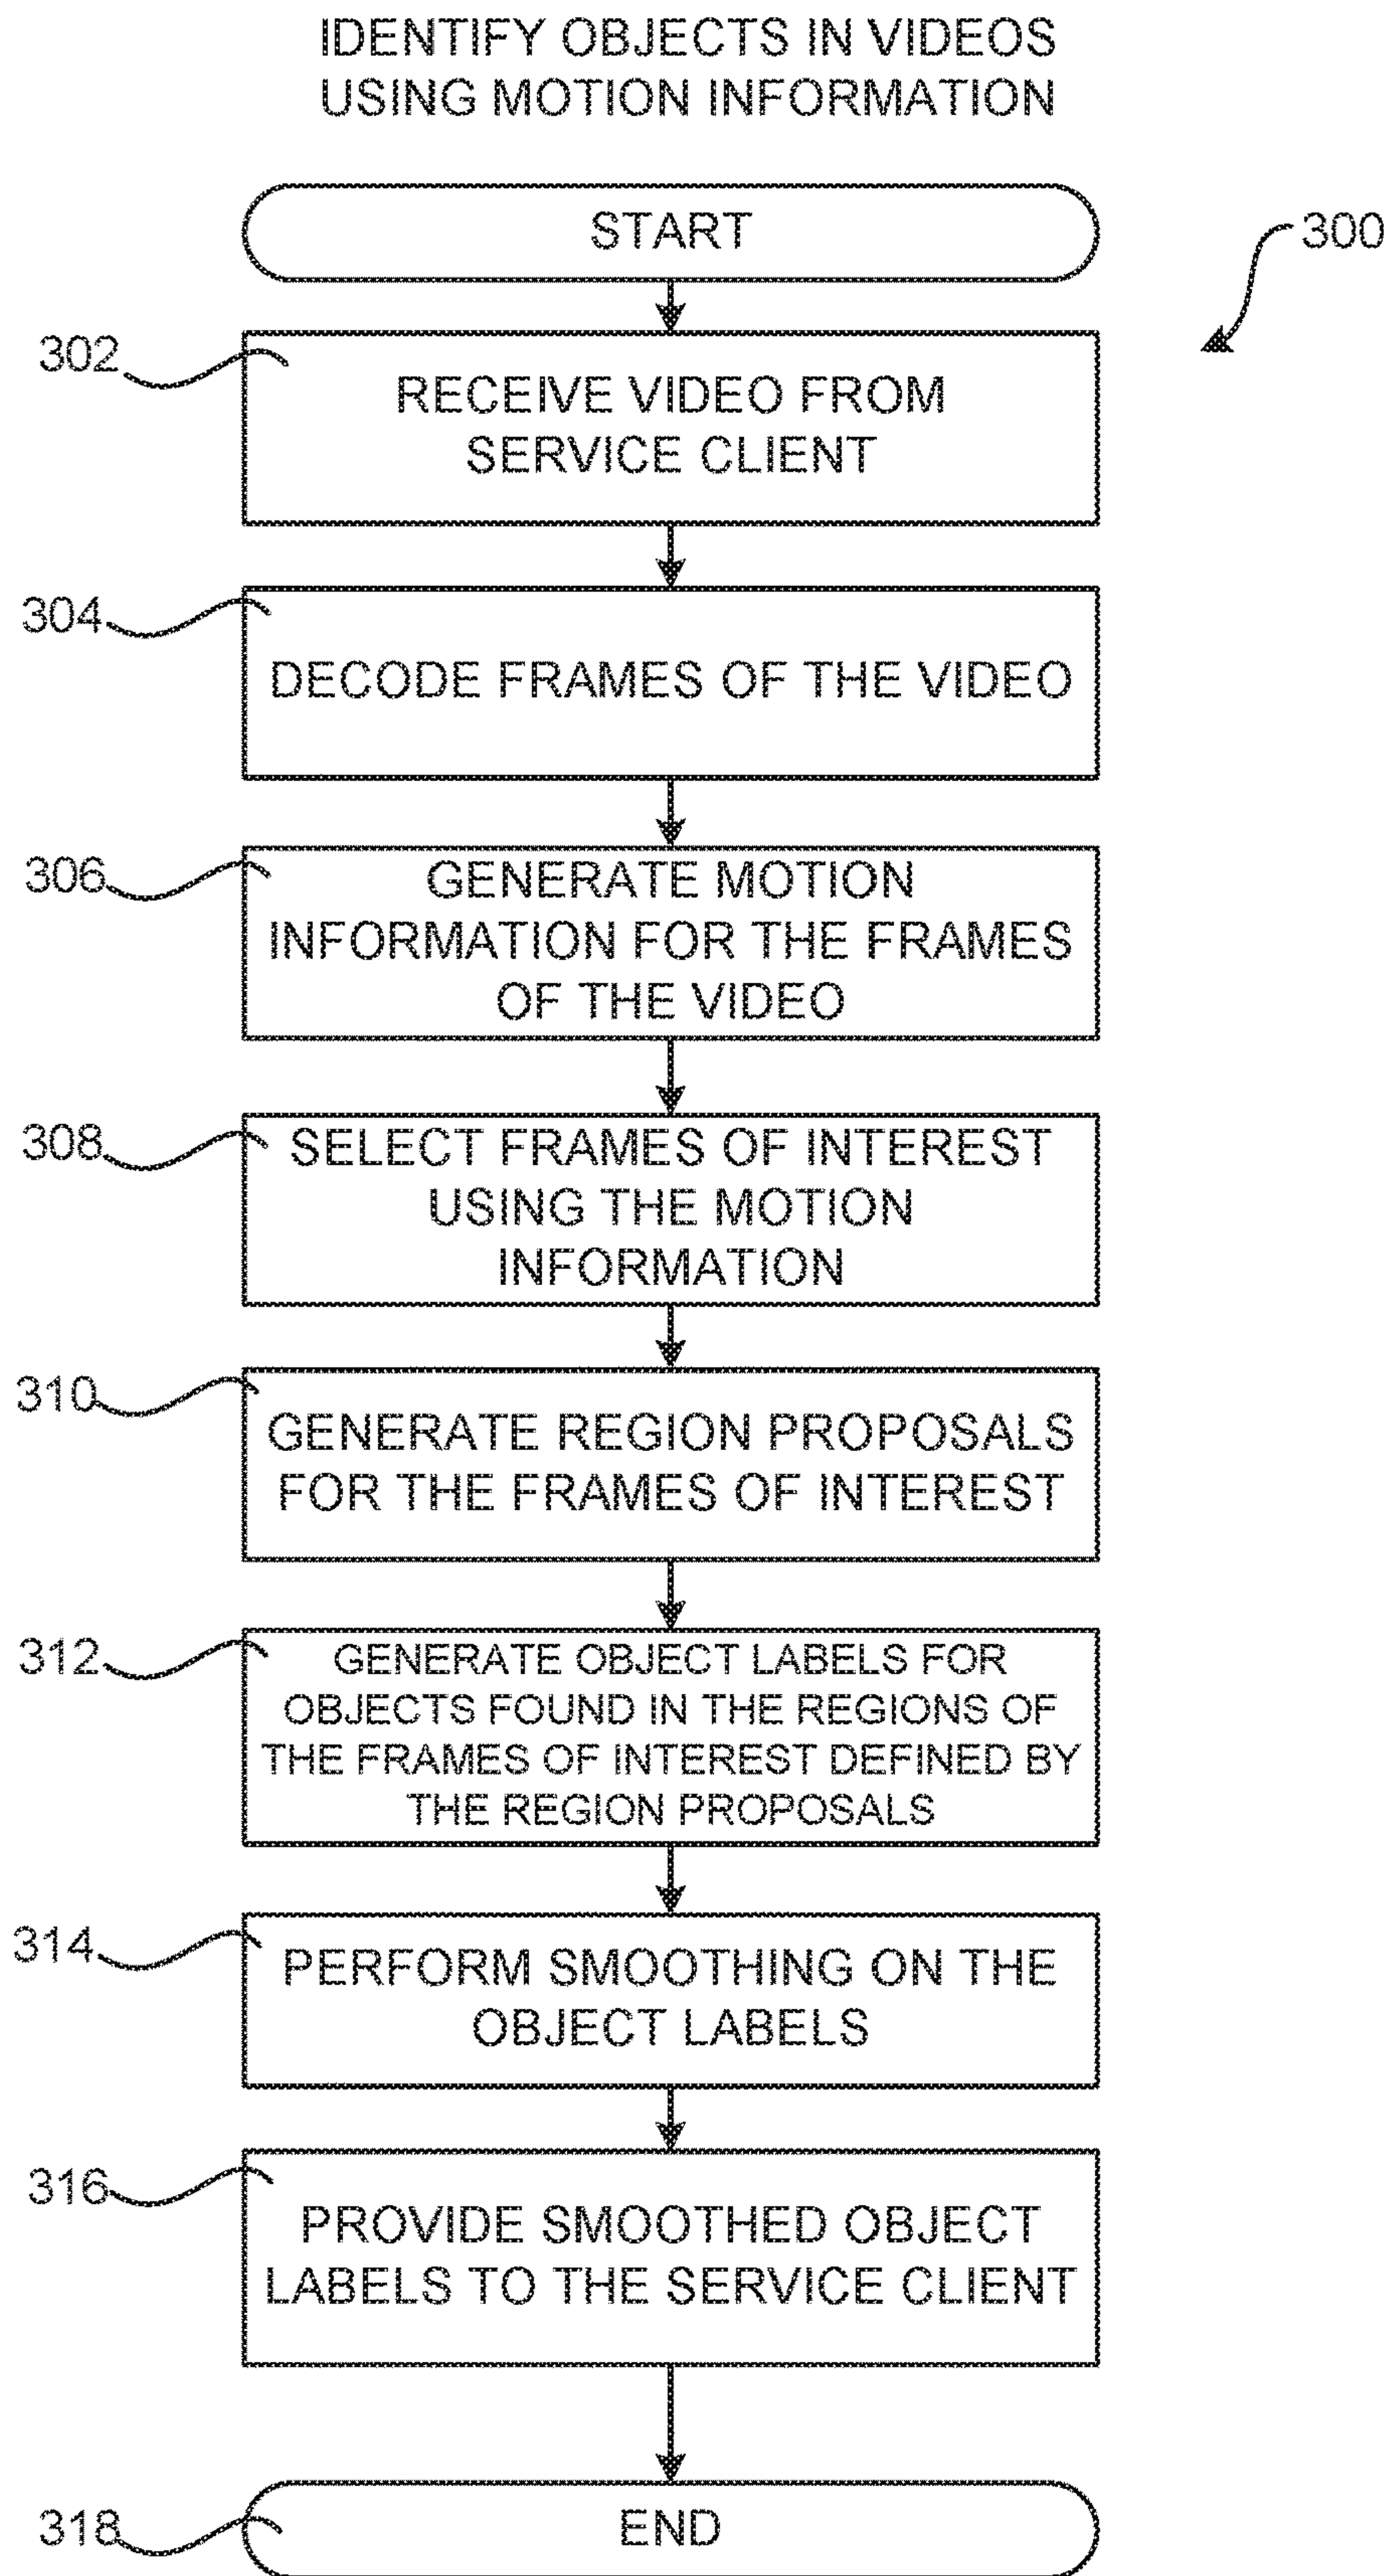 IDENTIFY OBJECTS IN VIDEOS
USING MOTION INFORMATION
START
300
302
RECEIVE VIDEO FROM
SERVICE CLIENT
304
DECODE FRAMES OF THE VIDEO
306
GENERATE MOTION
INFORMATION FOR THE FRAMES
OF THE VIDEO
308
SELECT FRAMES OF INTEREST
USING THE MOTION
INFORMATION
310
GENERATE REGION PROPOSALS
FOR THE FRAMES OF INTEREST
312
GENERATE OBJECT LABELS FOR
OBJECTS FOUND IN THE REGIONS OF
THE FRAMES OF INTEREST DEFINED BY
THE REGION PROPOSALS
314
PERFORM SMOOTHING ON THE
OBJECT LABELS
316
PROVIDE SMOOTHED OBJECT
LABELS TO THE SERVICE CLIENT
318
END